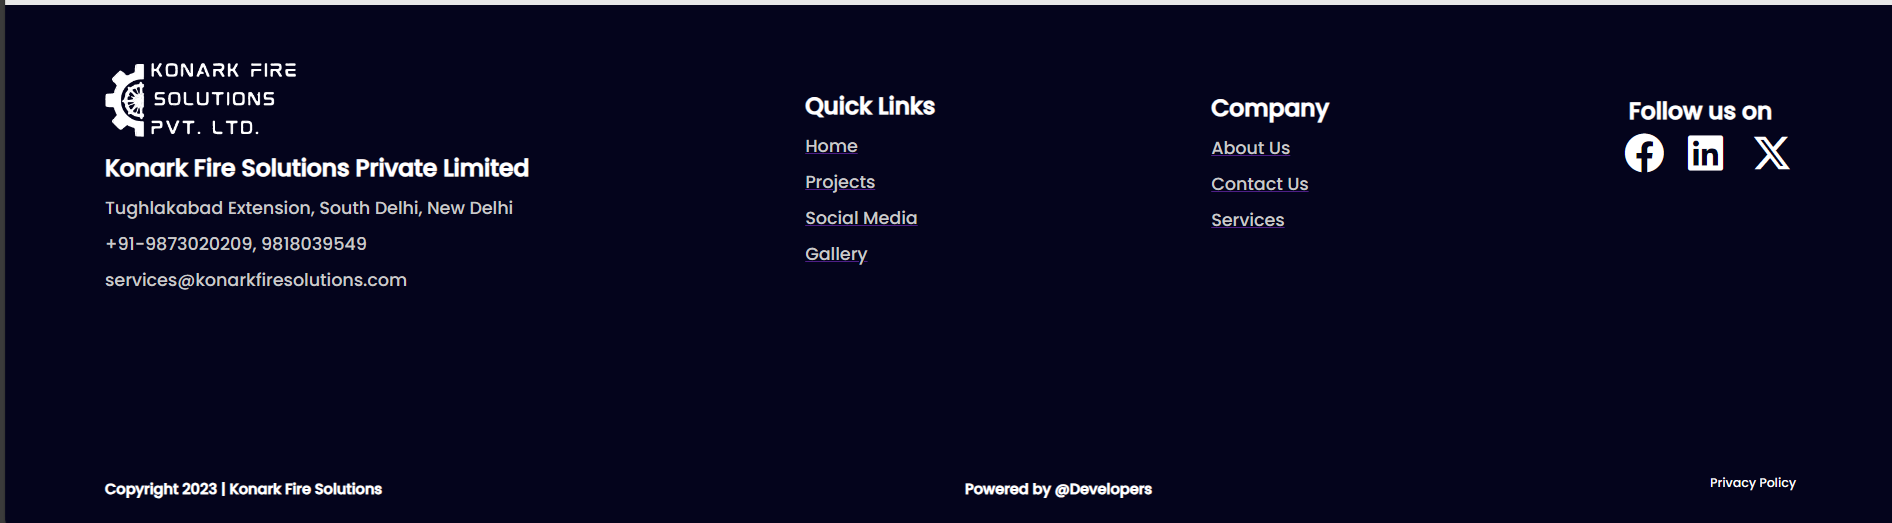 KONARK FIRE
SOLUTIONS
PVT. LTD.
Konark Fire Solutions Private Limited
Tughlakabad Extension, South Delhi, New Delhi
+91-9873020209, 9818039549
services@konarkfiresolutions.com
Quick Links
Home
Projects
Social Media
Gallery
Company
About Us
Contact Us
Services
Follow us on
Copyright 2023 | Konark Fire Solutions
Powered by @Developers
Privacy Policy